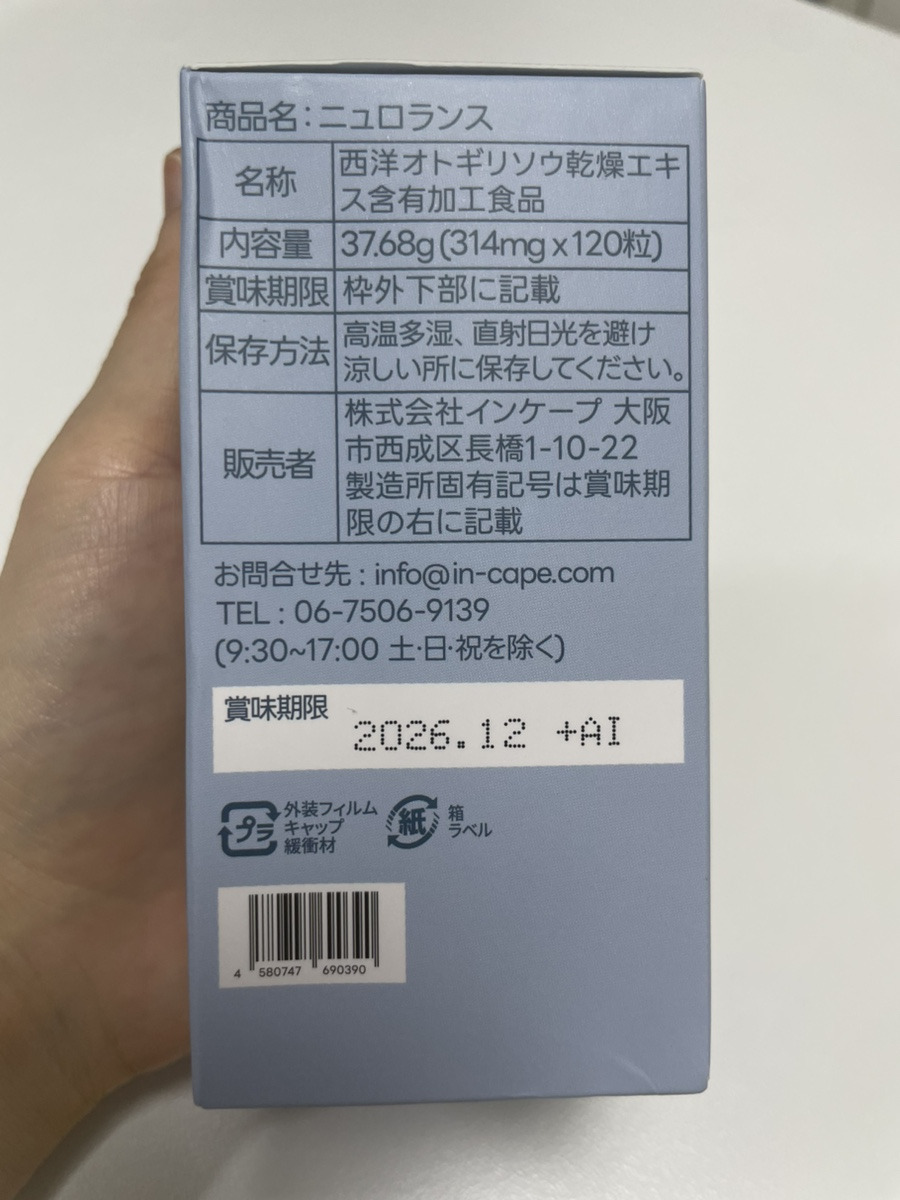 商品名：ニュロランス
名称
西洋オトギリソウ乾燥エキ
ス含有加工食品
内容量
37.68g(314mg x 120粒)
賞味期限
枠外下部に記載
保存方法
高温多湿、直射日光を避け
涼しい所に保存してください。
販売者
株式会社インケープ 大阪
市西成区長橋1-10-22
製造所固有記号は賞味期
限の右に記載
お問合せ先 : info@in-cape.com
TEL : 06-7506-9139
(9:30~17:00 土・日・祝を除く)
賞味期限
2026.12 +AI
プラ
外装フィルム
キャップ
緩衝材
紙
箱
ラベル
4 580747 690390